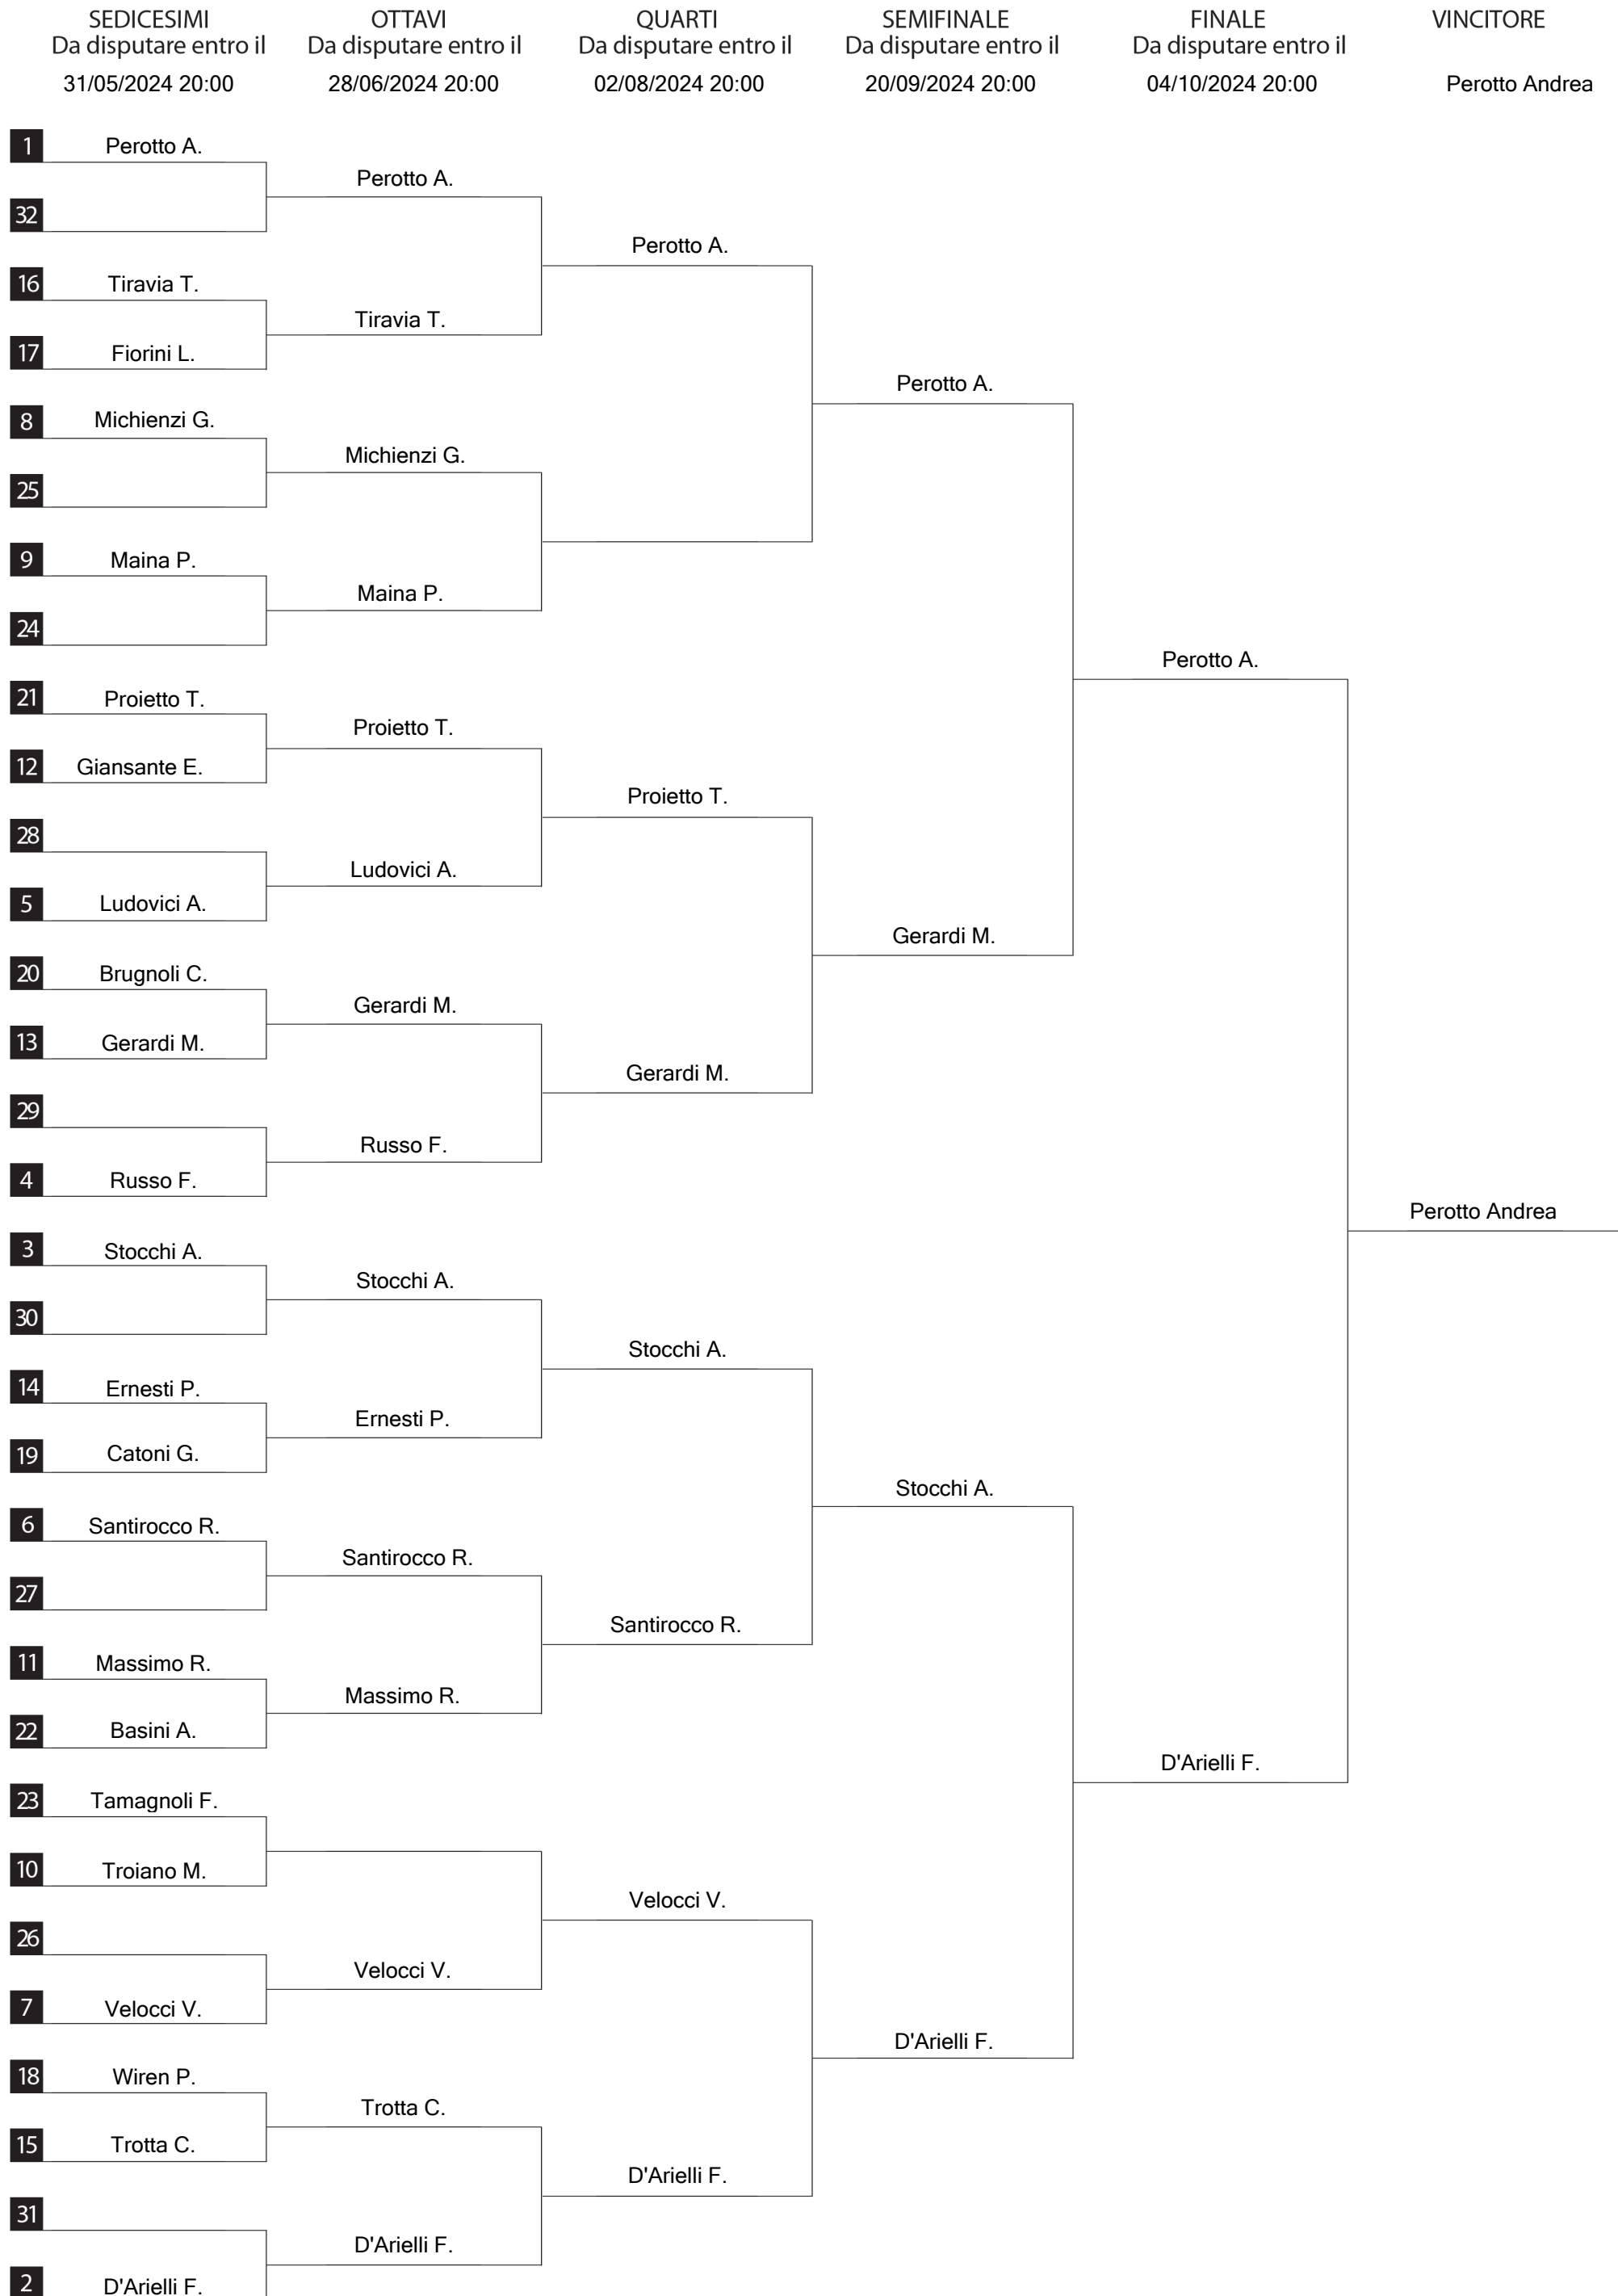 SEDICESIMI
Da disputare entro il
31/05/2024 20:00
OTTAVI
Da disputare entro il
28/06/2024 20:00
QUARTI
Da disputare entro il
02/08/2024 20:00
SEMIFINALE
Da disputare entro il
20/09/2024 20:00
FINALE
Da disputare entro il
04/10/2024 20:00
VINCITORE
Perotto Andrea
1 Perotto A.
32
16 Tiravia T.
17 Fiorini L.
8 Michienzi G.
25
9 Maina P.
24
21 Proietto T.
12 Giansante E.
28
5 Ludovici A.
20 Brugnoli C.
13 Gerardi M.
29
4 Russo F.
3 Stocchi A.
30
14 Ernesti P.
19 Catoni G.
6 Santirocco R.
27
11 Massimo R.
22 Basini A.
23 Tamagnoli F.
10 Troiano M.
26
7 Velocci V.
18 Wiren P.
15 Trotta C.
31
2 D'Arielli F.
Perotto A.
Tiravia T.
Michienzi G.
Maina P.
Proietto T.
Ludovici A.
Gerardi M.
Russo F.
Stocchi A.
Ernesti P.
Santirocco R.
Massimo R.
Velocci V.
Trotta C.
D'Arielli F.
Perotto A.
Proietto T.
Gerardi M.
Stocchi A.
Santirocco R.
Velocci V.
D'Arielli F.
Perotto A.
Gerardi M.
Stocchi A.
D'Arielli F.
Perotto A.
D'Arielli F.
Perotto Andrea